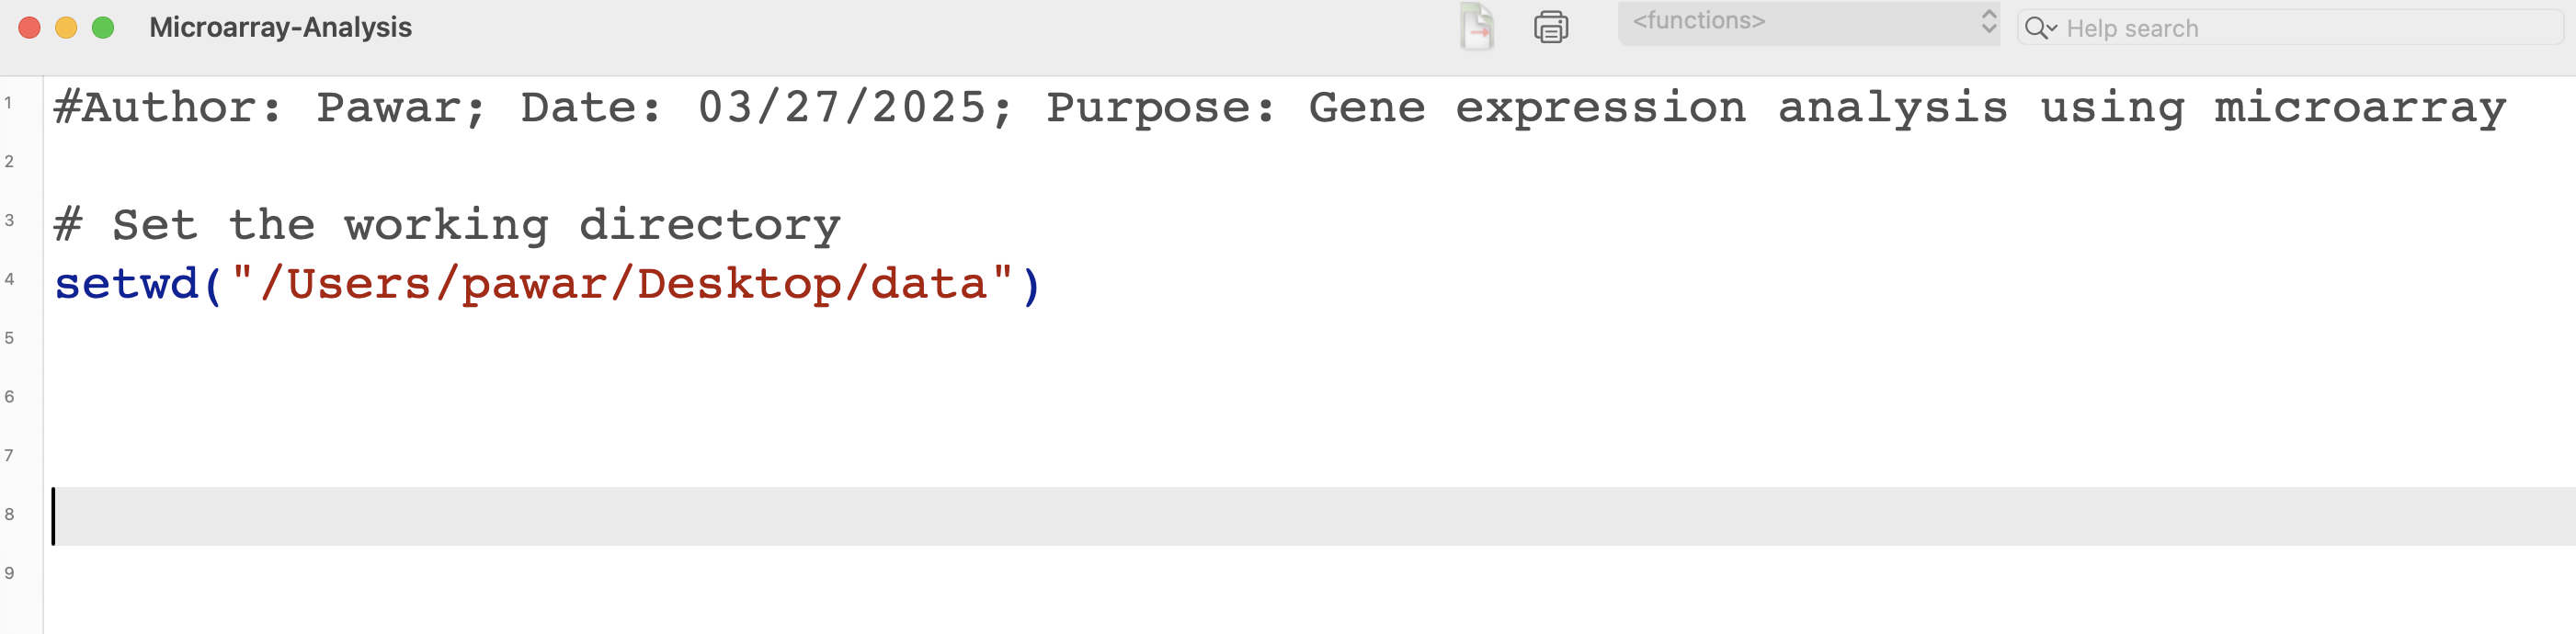 Microarray-Analysis <functions> Help search
1 #Author: Pawar; Date: 03/27/2025; Purpose: Gene expression analysis using microarray
2
3 # Set the working directory
4 setwd("/Users/pawar/Desktop/data")
5
6
7
8
9